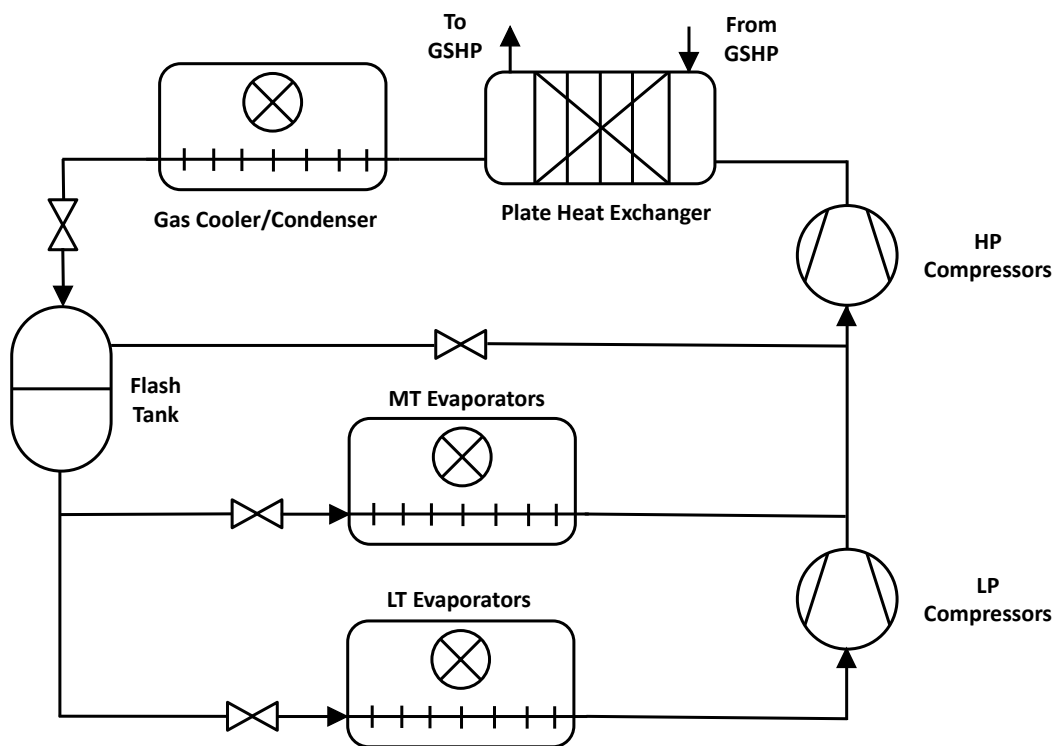 To
GSHP
From
GSHP
Gas Cooler/Condenser
Plate Heat Exchanger
HP
Compressors
Flash
Tank
MT Evaporators
LT Evaporators
LP
Compressors